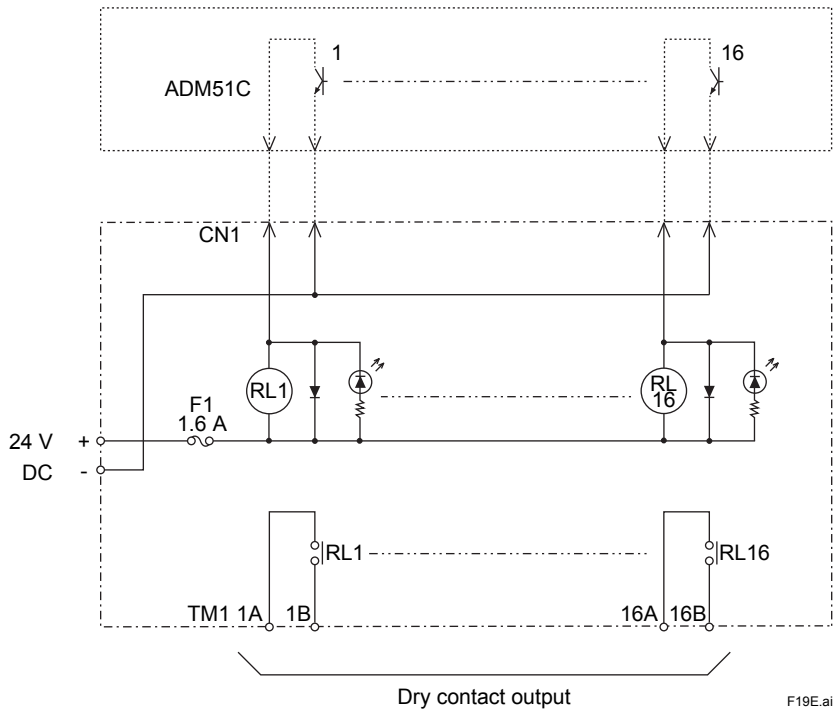 1
16
ADM51C
CN1
RL1
RL
16
F1
1.6 A
24 V +
DC -
RL1
RL16
TM1 1A 1B 16A 16B
Dry contact output
F19E.ai